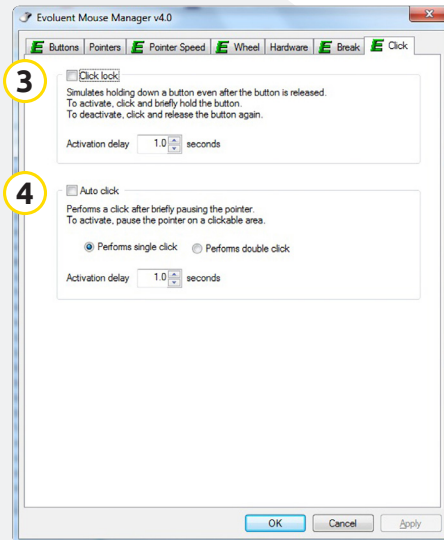 Evoluent Mouse Manager v4.0
Buttons Pointers Pointer Speed Wheel Hardware Break Click
3
Click lock
Simulates holding down a button even after the button is released.
To activate, click and briefly hold the button.
To deactivate, click and release the button again.
Activation delay 1.0 seconds
4
Auto click
Performs a click after briefly pausing the pointer.
To activate, pause the pointer on a clickable area.
Performs single click Performs double click
Activation delay 1.0 seconds
OK Cancel Apply